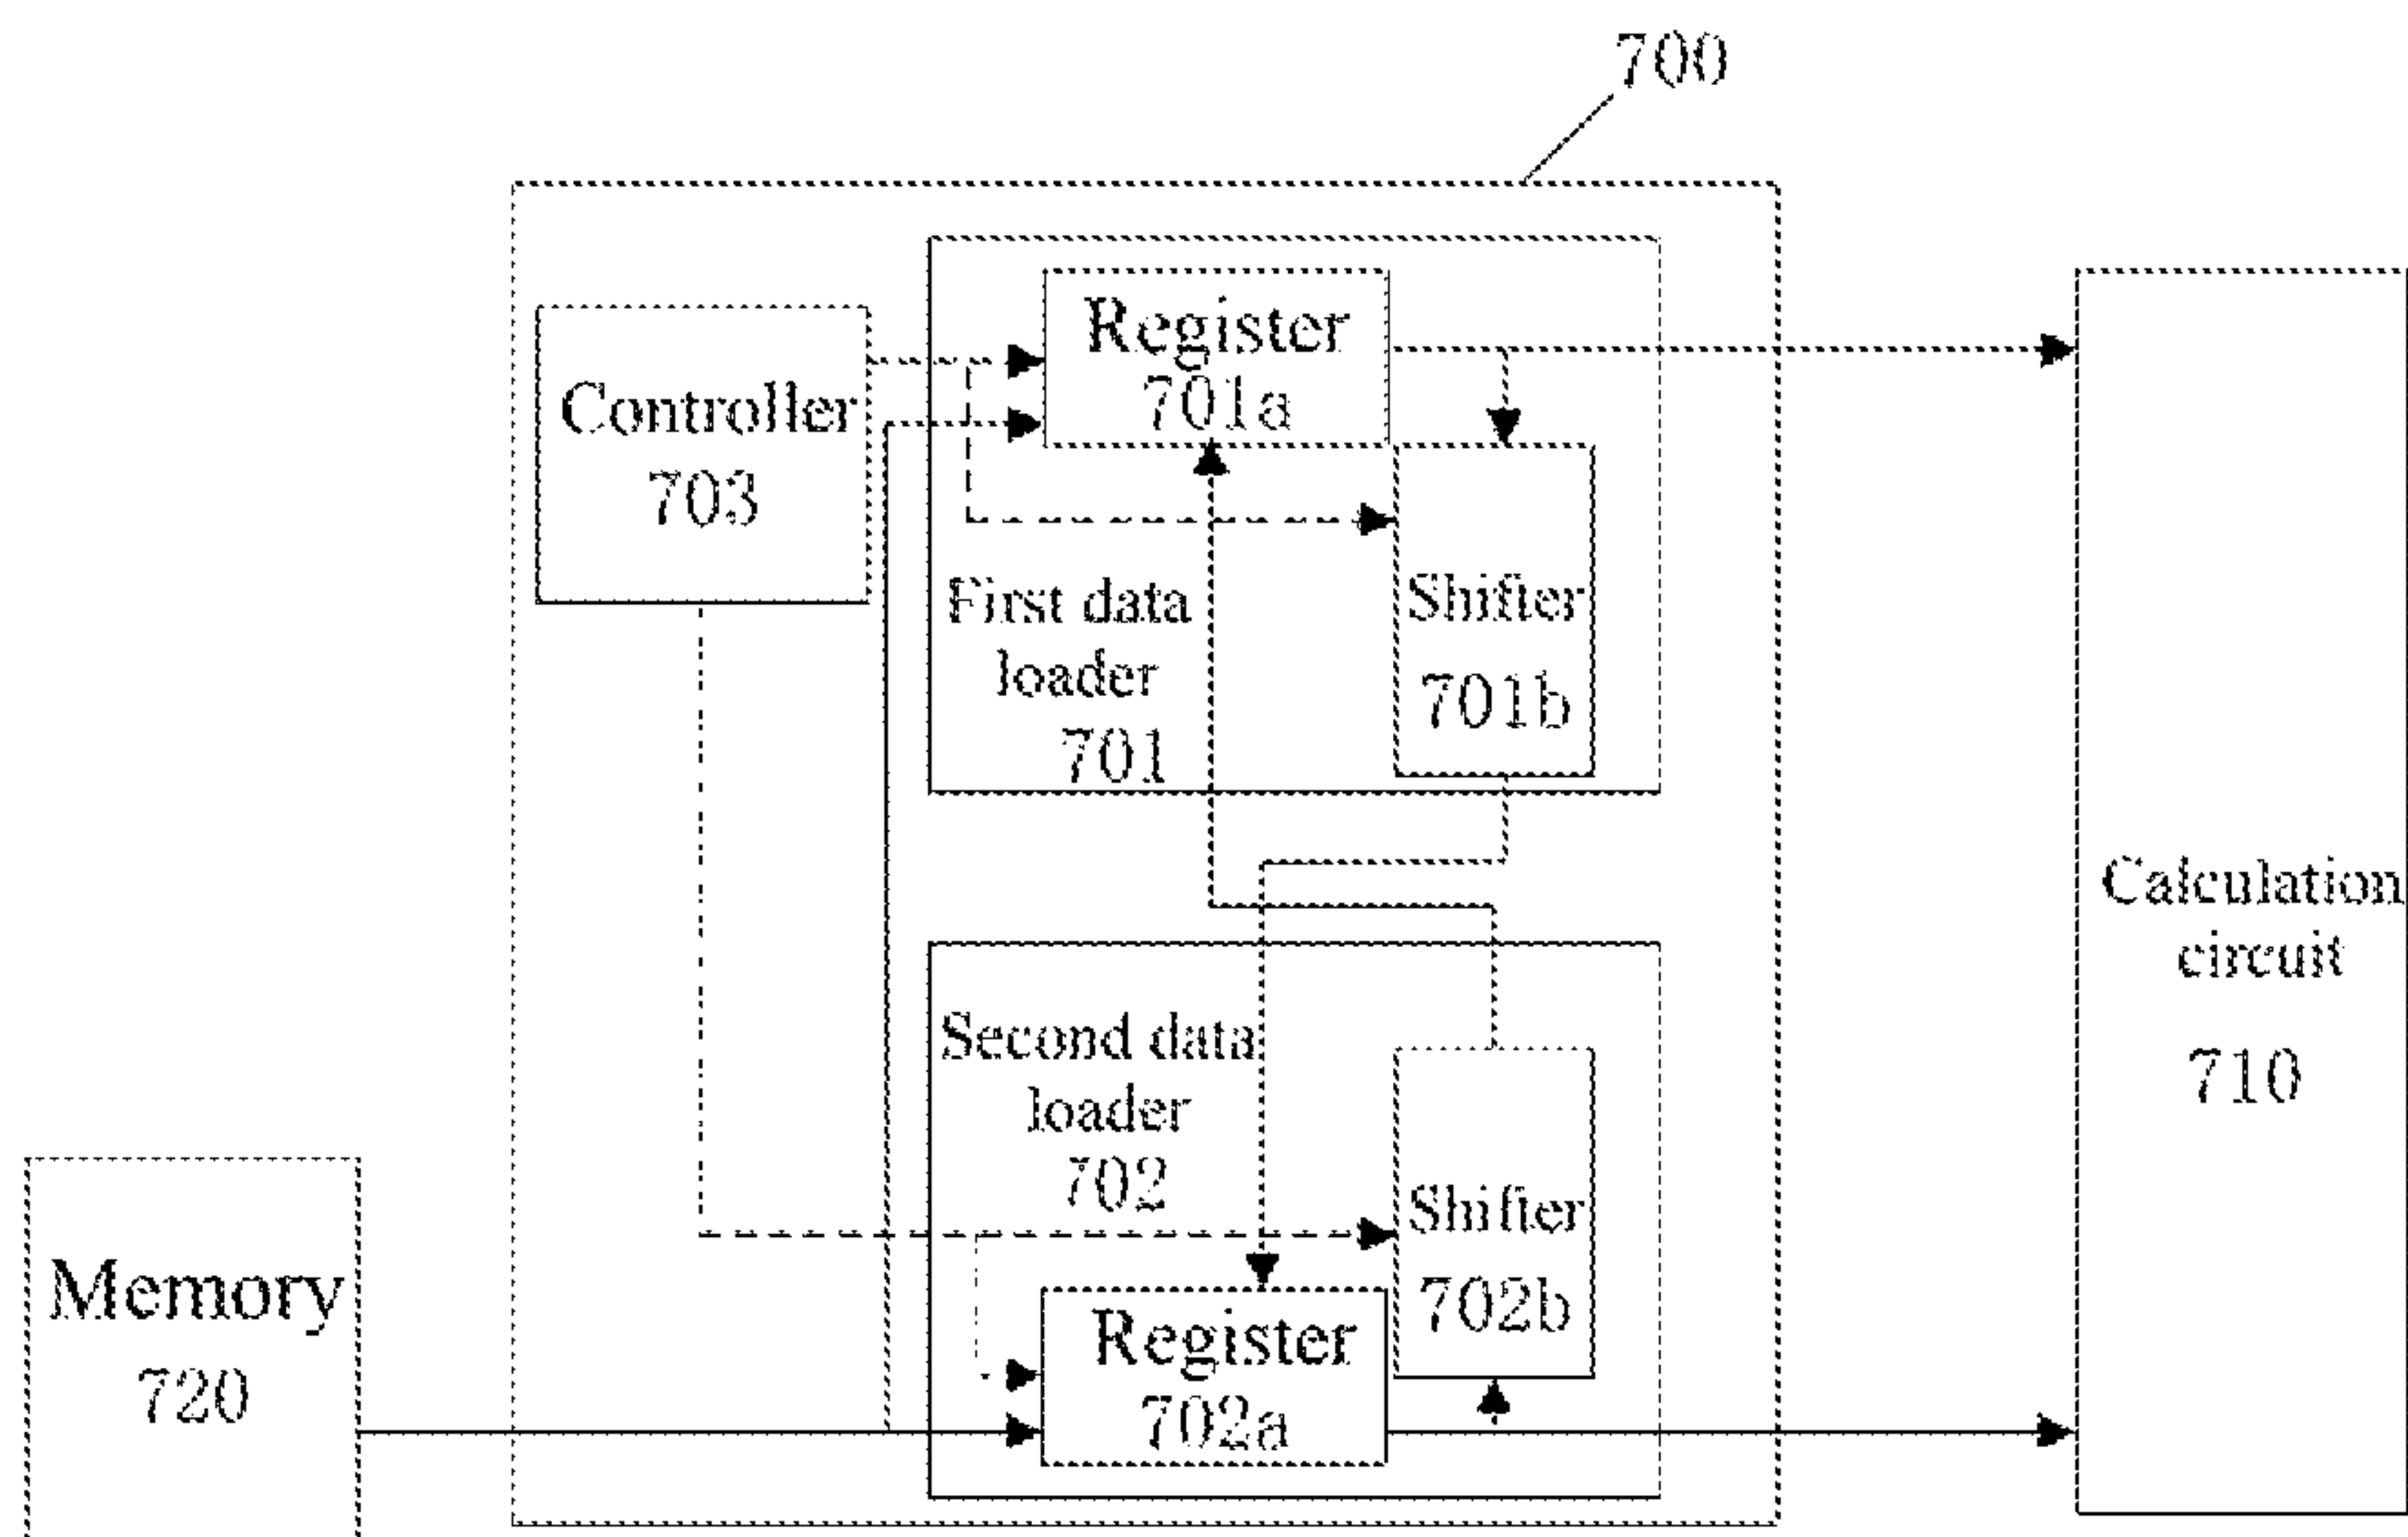 700
Register
701a
Controller
703
First data
loader
701
Shifter
701b
Calculation
circuit
710
Second data
loader
702
Shifter
702b
Memory
720
Register
702a